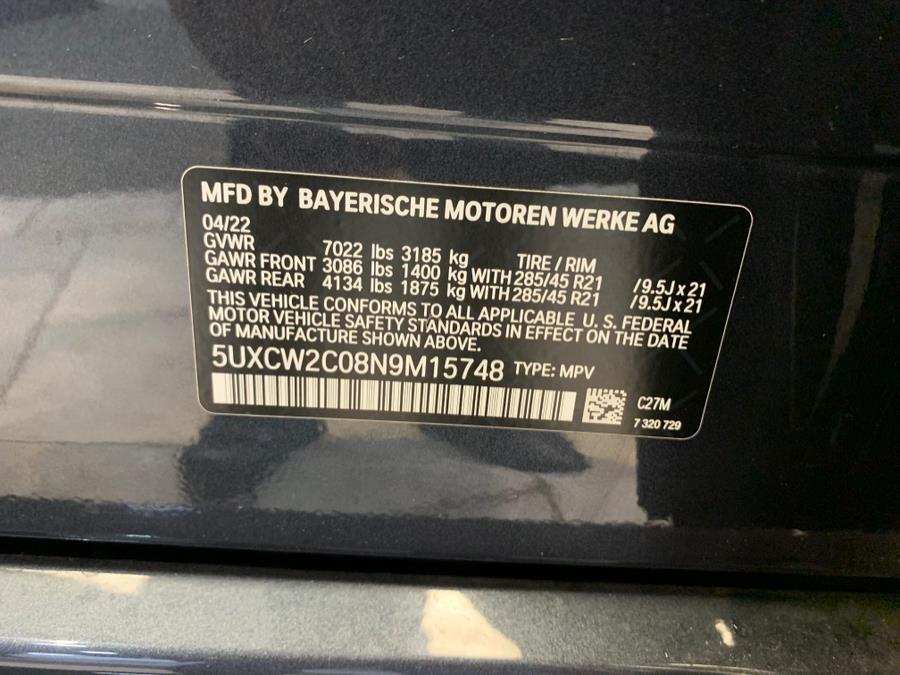 MFD BY BAYERISCHE MOTOREN WERKE AG
04/22
GVWR 7022 lbs 3185 kg TIRE / RIM
GAWR FRONT 3086 lbs 1400 kg WITH 285/45 R21 /9.5J x 21
GAWR REAR 4134 lbs 1875 kg WITH 285/45 R21 /9.5J x 21
THIS VEHICLE CONFORMS TO ALL APPLICABLE U. S. FEDERAL
MOTOR VEHICLE SAFETY STANDARDS IN EFFECT ON THE DATE
OF MANUFACTURE SHOWN ABOVE.
5UXCW2C08N9M15748 TYPE: MPV
C27M
7 320 729